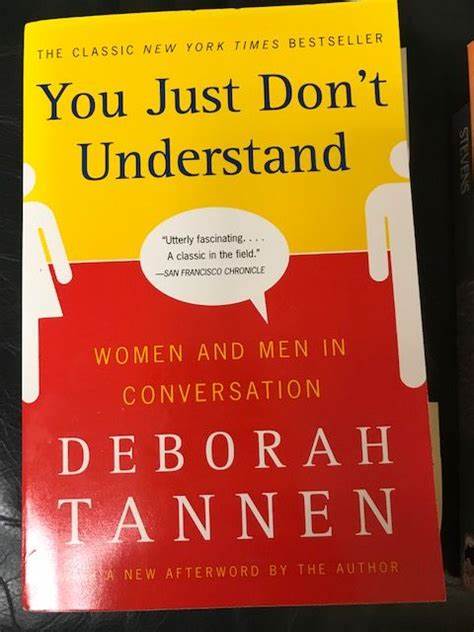 THE CLASSIC NEW YORK TIMES BESTSELLER
You Just Don't
Understand
"Utterly fascinating. . . .
A classic in the field."
—SAN FRANCISCO CHRONICLE
WOMEN AND MEN IN
CONVERSATION
DEBORAH
TANNEN
A NEW AFTERWORD BY THE AUTHOR
STEVENS